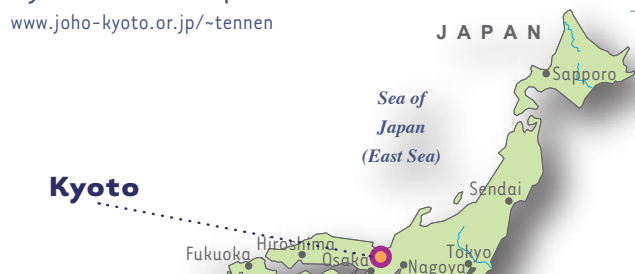 www.joho-kyoto.or.jp/~tennen
JAPAN
Sapporo
Sea of
Japan
(East Sea)
Kyoto
Sendai
Hiroshima
Fukuoka
Osaka
Tokyo
Nagoya